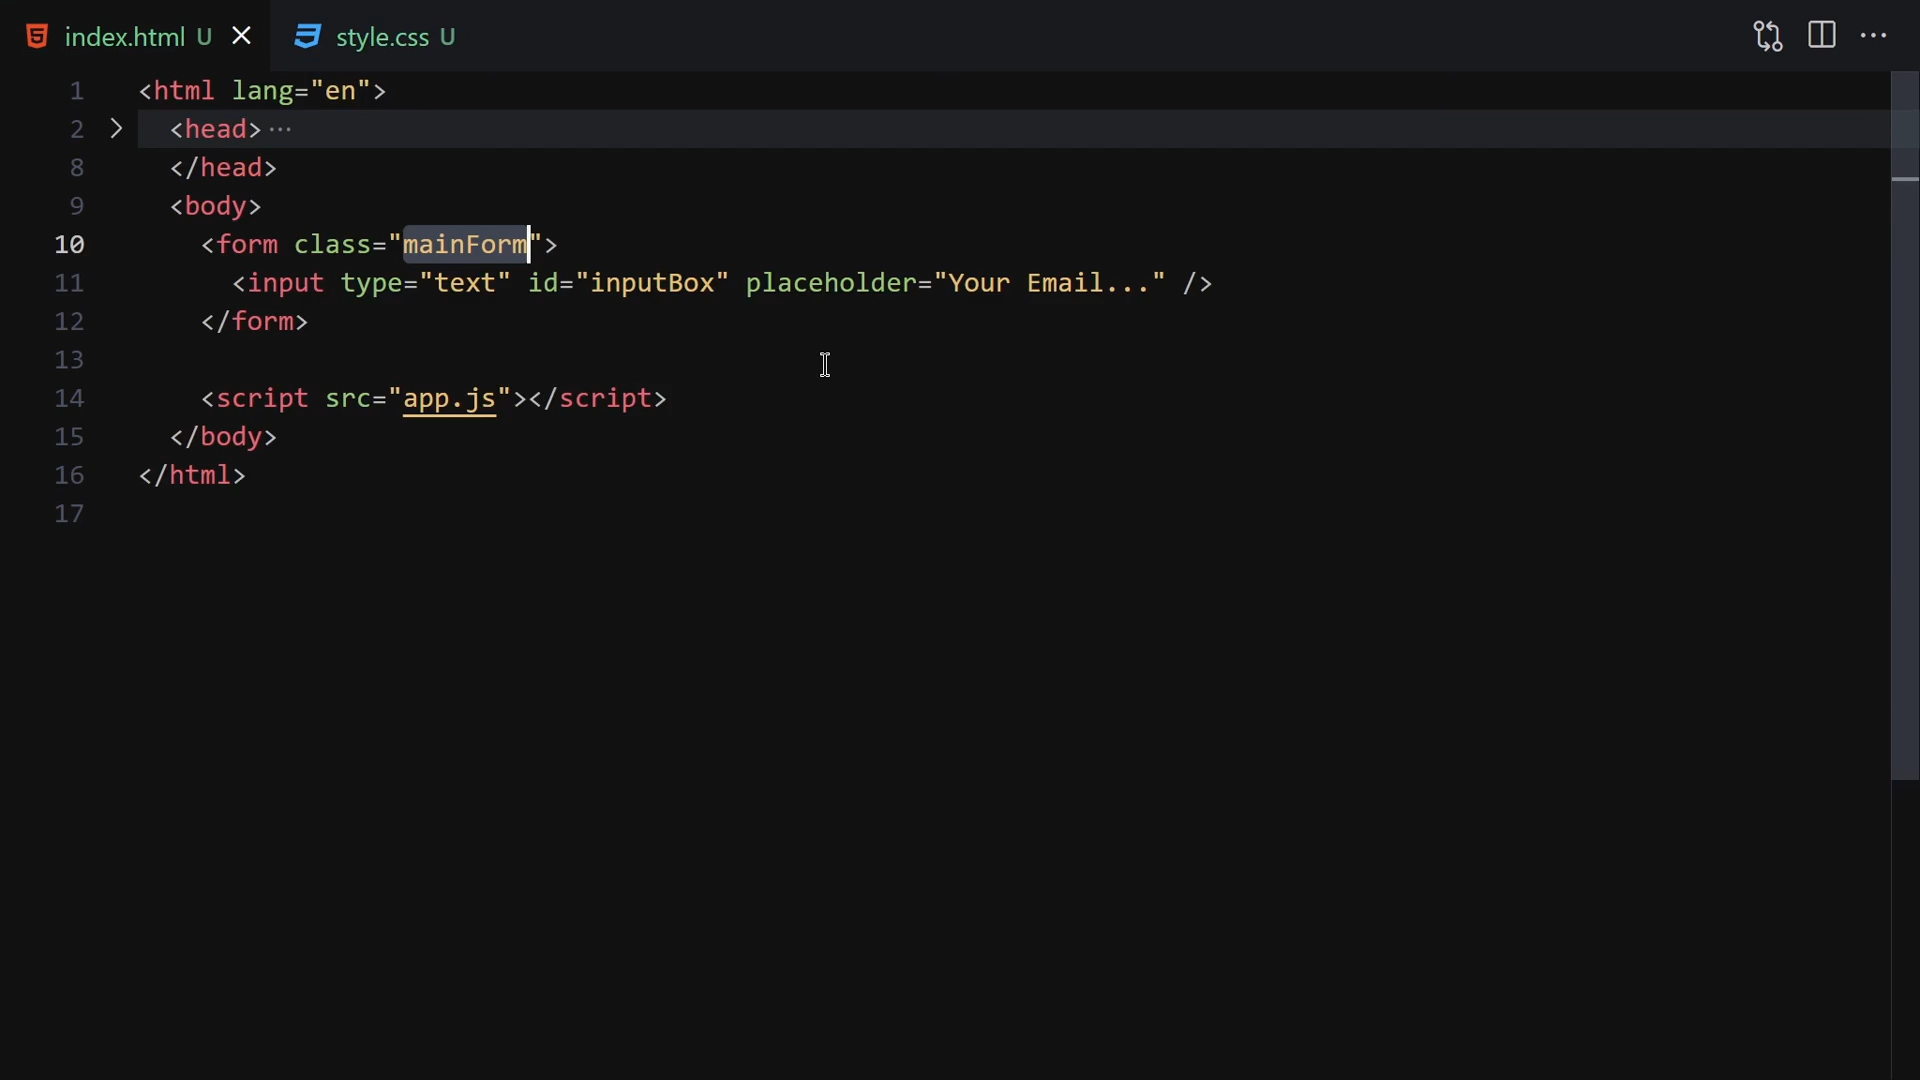 index.html U style.css U
1 <html lang="en">
2 <head> ...
8 </head>
9 <body>
10 <form class="mainForm">
11 <input type="text" id="inputBox" placeholder="Your Email..." />
12 </form>
13
14 <script src="app.js"></script>
15 </body>
16 </html>
17